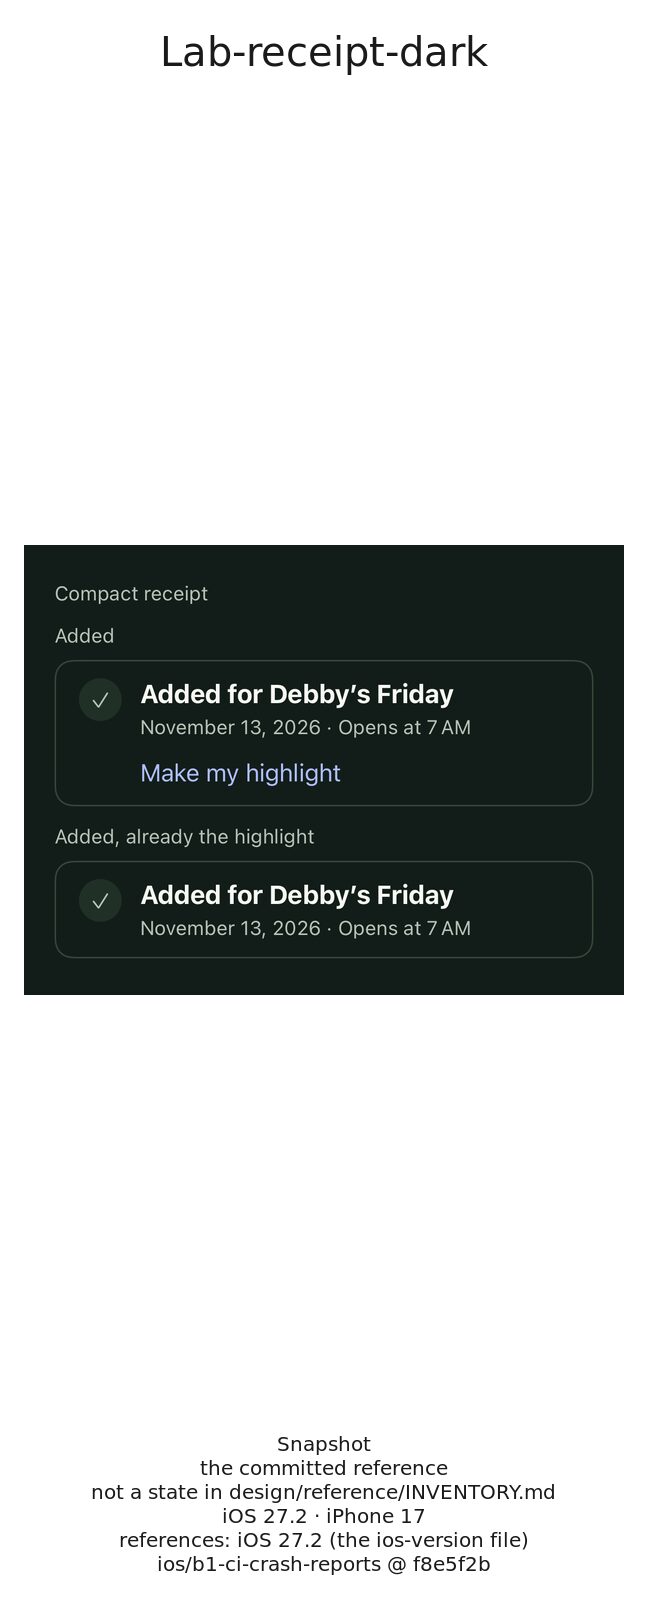 Lab-receipt-dark
Compact receipt
Added
Added for Debby’s Friday
November 13, 2026 · Opens at 7 AM
Make my highlight
Added, already the highlight
Added for Debby’s Friday
November 13, 2026 · Opens at 7 AM
Snapshot
the committed reference
not a state in design/reference/INVENTORY.md
iOS 27.2 · iPhone 17
references: iOS 27.2 (the ios-version file)
ios/b1-ci-crash-reports @ f8e5f2b